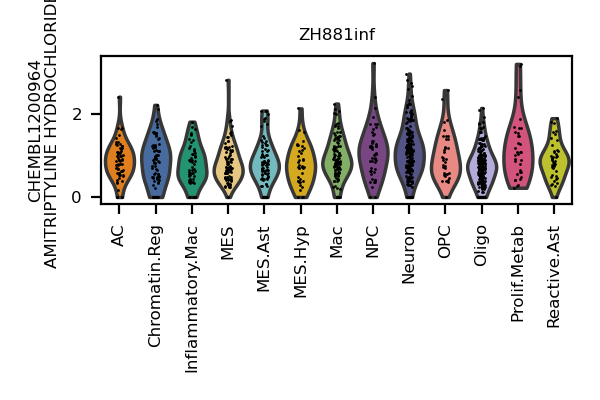 ZH881inf
CHEMBL1200964
AMITRIPTYLINE HYDROCHLORIDE
2
0
AC
Chromatin.Reg
Inflammatory.Mac
MES
MES.Ast
MES.Hyp
Mac
NPC
Neuron
OPC
Oligo
Prolif.Metab
Reactive.Ast